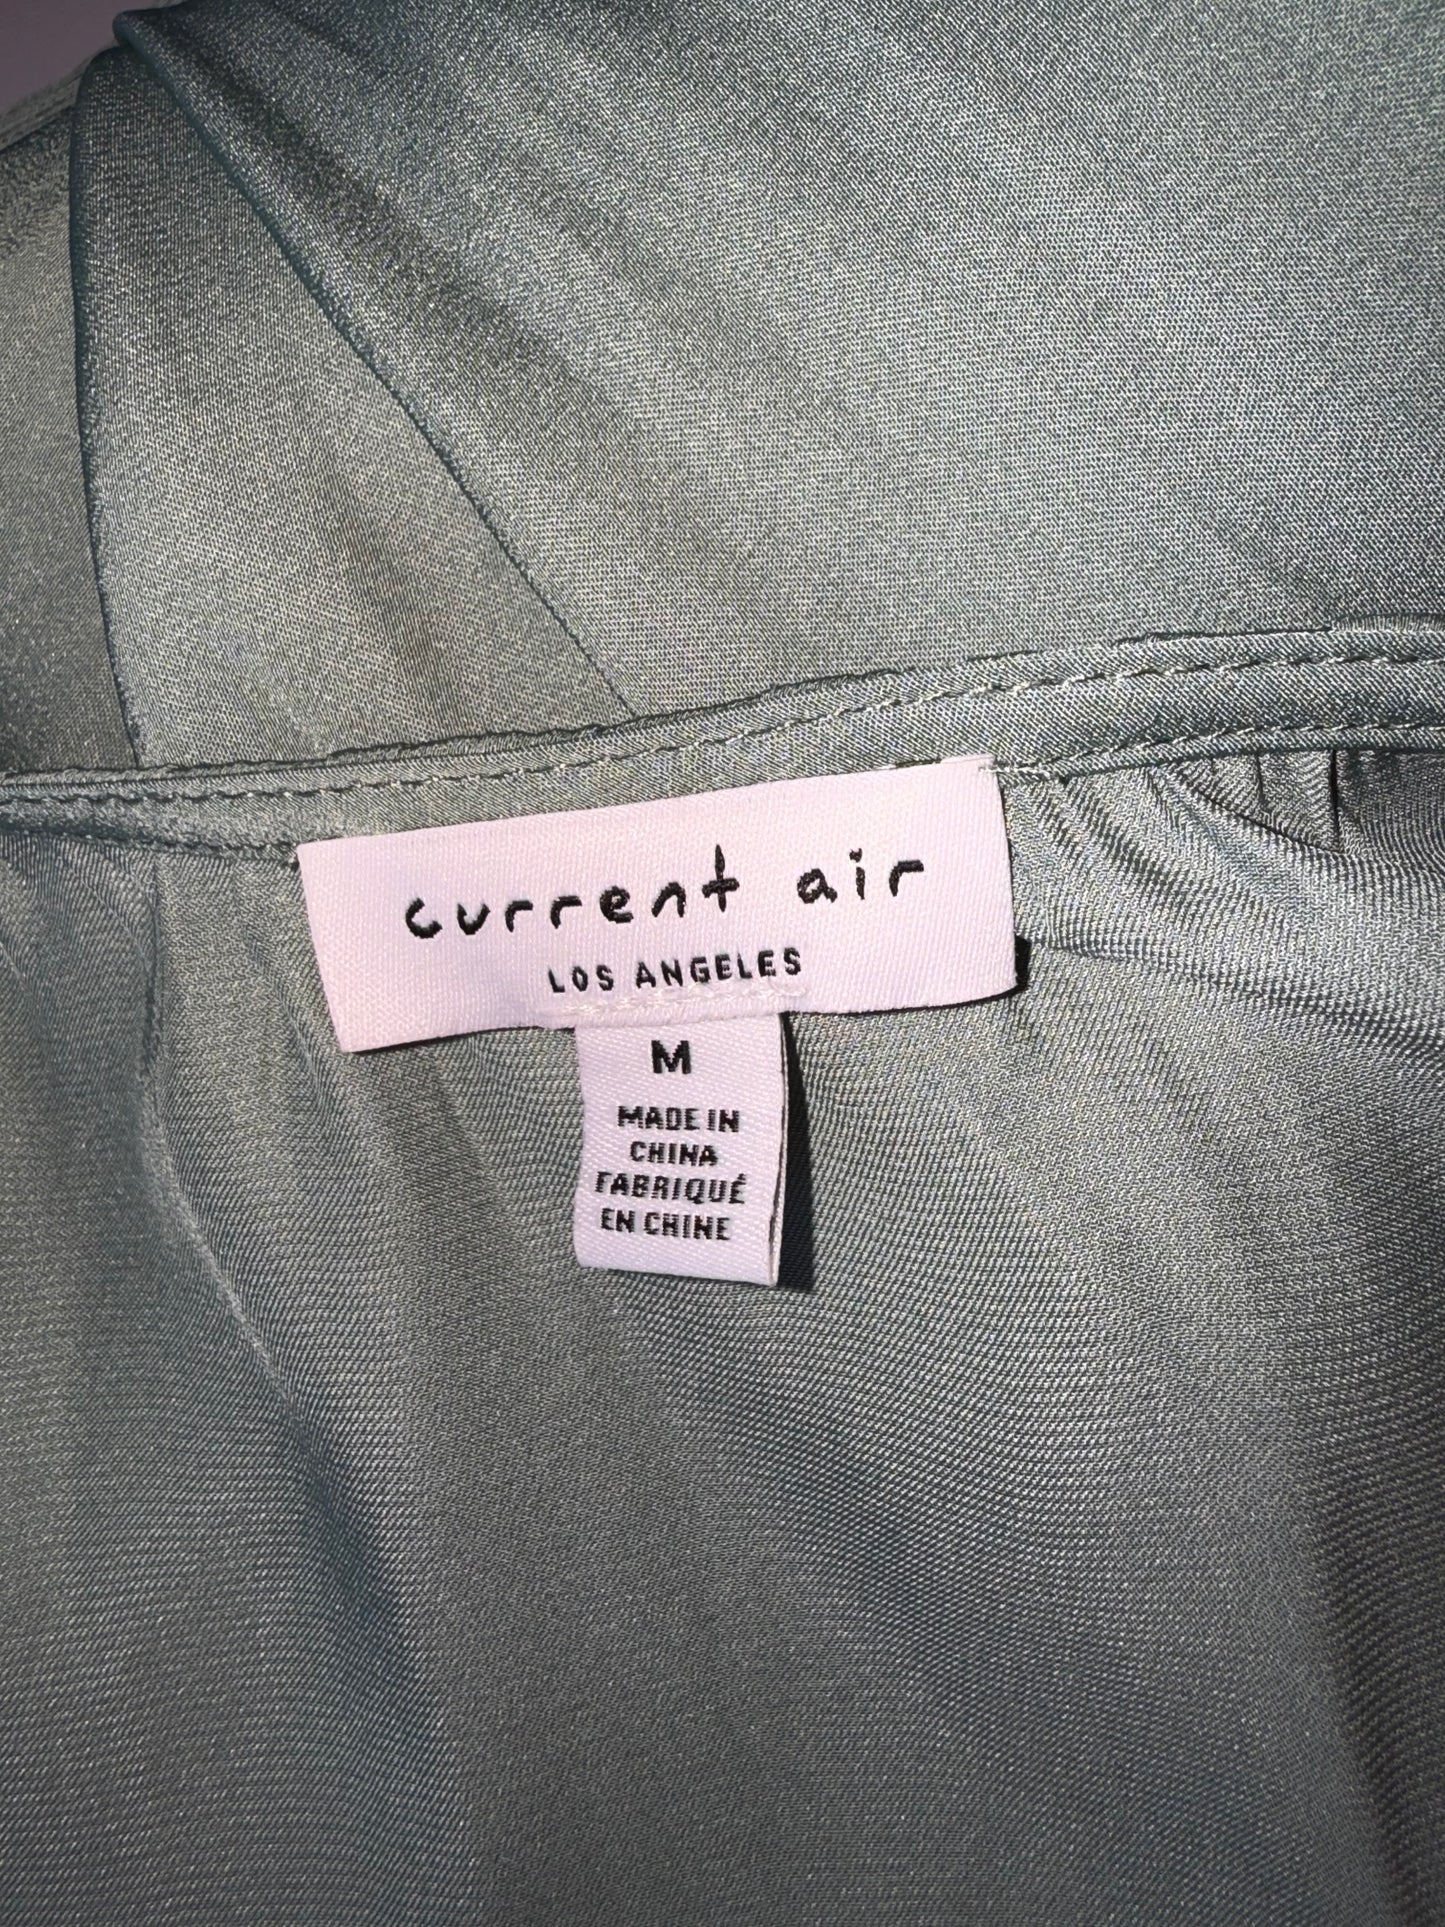 current air
LOS ANGELES
M
MADE IN
CHINA
FABRIQUÉ
EN CHINE